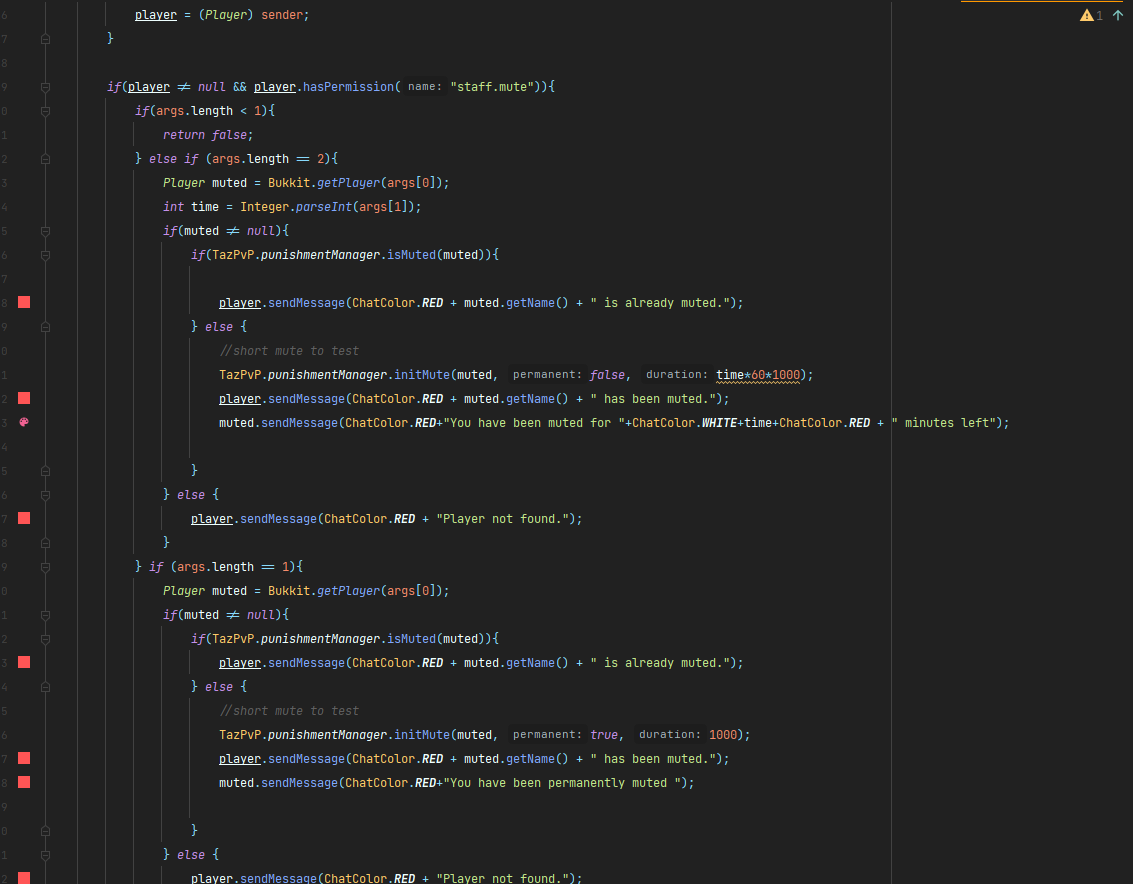 6 player = (Player) sender;
1
7 }
8
9 if(player ≠ null && player.hasPermission( name: "staff.mute")){
0 if(args.length < 1){
1 return false;
2 } else if (args.length == 2){
3 Player muted = Bukkit.getPlayer(args[0]);
4 int time = Integer.parseInt(args[1]);
5 if(muted ≠ null){
6 if(TazPvP.punishmentManager.isMuted(muted)){
7
8 player.sendMessage(ChatColor.RED + muted.getName() + " is already muted.");
9 } else {
0 //short mute to test
1 TazPvP.punishmentManager.initMute(muted, permanent: false, duration: time*60*1000);
2 player.sendMessage(ChatColor.RED + muted.getName() + " has been muted.");
3 muted.sendMessage(ChatColor.RED+"You have been muted for "+ChatColor.WHITE+time+ChatColor.RED + " minutes left");
4
5 }
6 } else {
7 player.sendMessage(ChatColor.RED + "Player not found.");
8 }
9 } if (args.length == 1){
0 Player muted = Bukkit.getPlayer(args[0]);
1 if(muted ≠ null){
2 if(TazPvP.punishmentManager.isMuted(muted)){
3 player.sendMessage(ChatColor.RED + muted.getName() + " is already muted.");
4 } else {
5 //short mute to test
6 TazPvP.punishmentManager.initMute(muted, permanent: true, duration: 1000);
7 player.sendMessage(ChatColor.RED + muted.getName() + " has been muted.");
8 muted.sendMessage(ChatColor.RED+"You have been permanently muted ");
9
0 }
1 } else {
2 player.sendMessage(ChatColor.RED + "Player not found.");